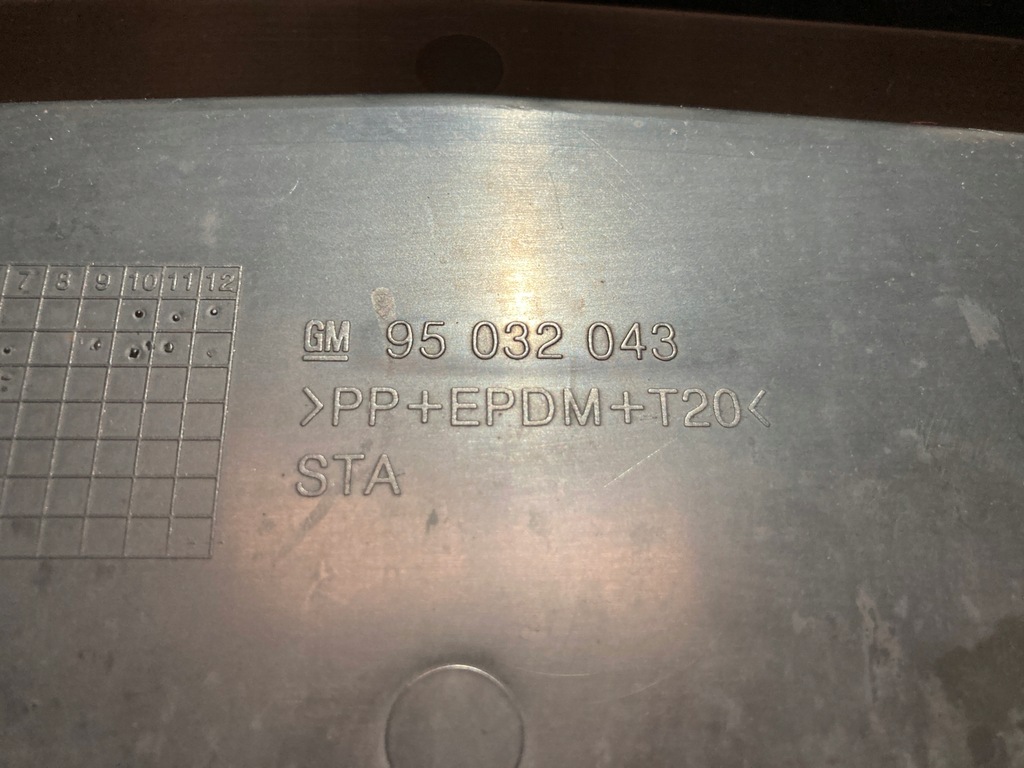 7 8 9 10 11 12
GM 95 032 043
>PP+EPDM+T20<
STA